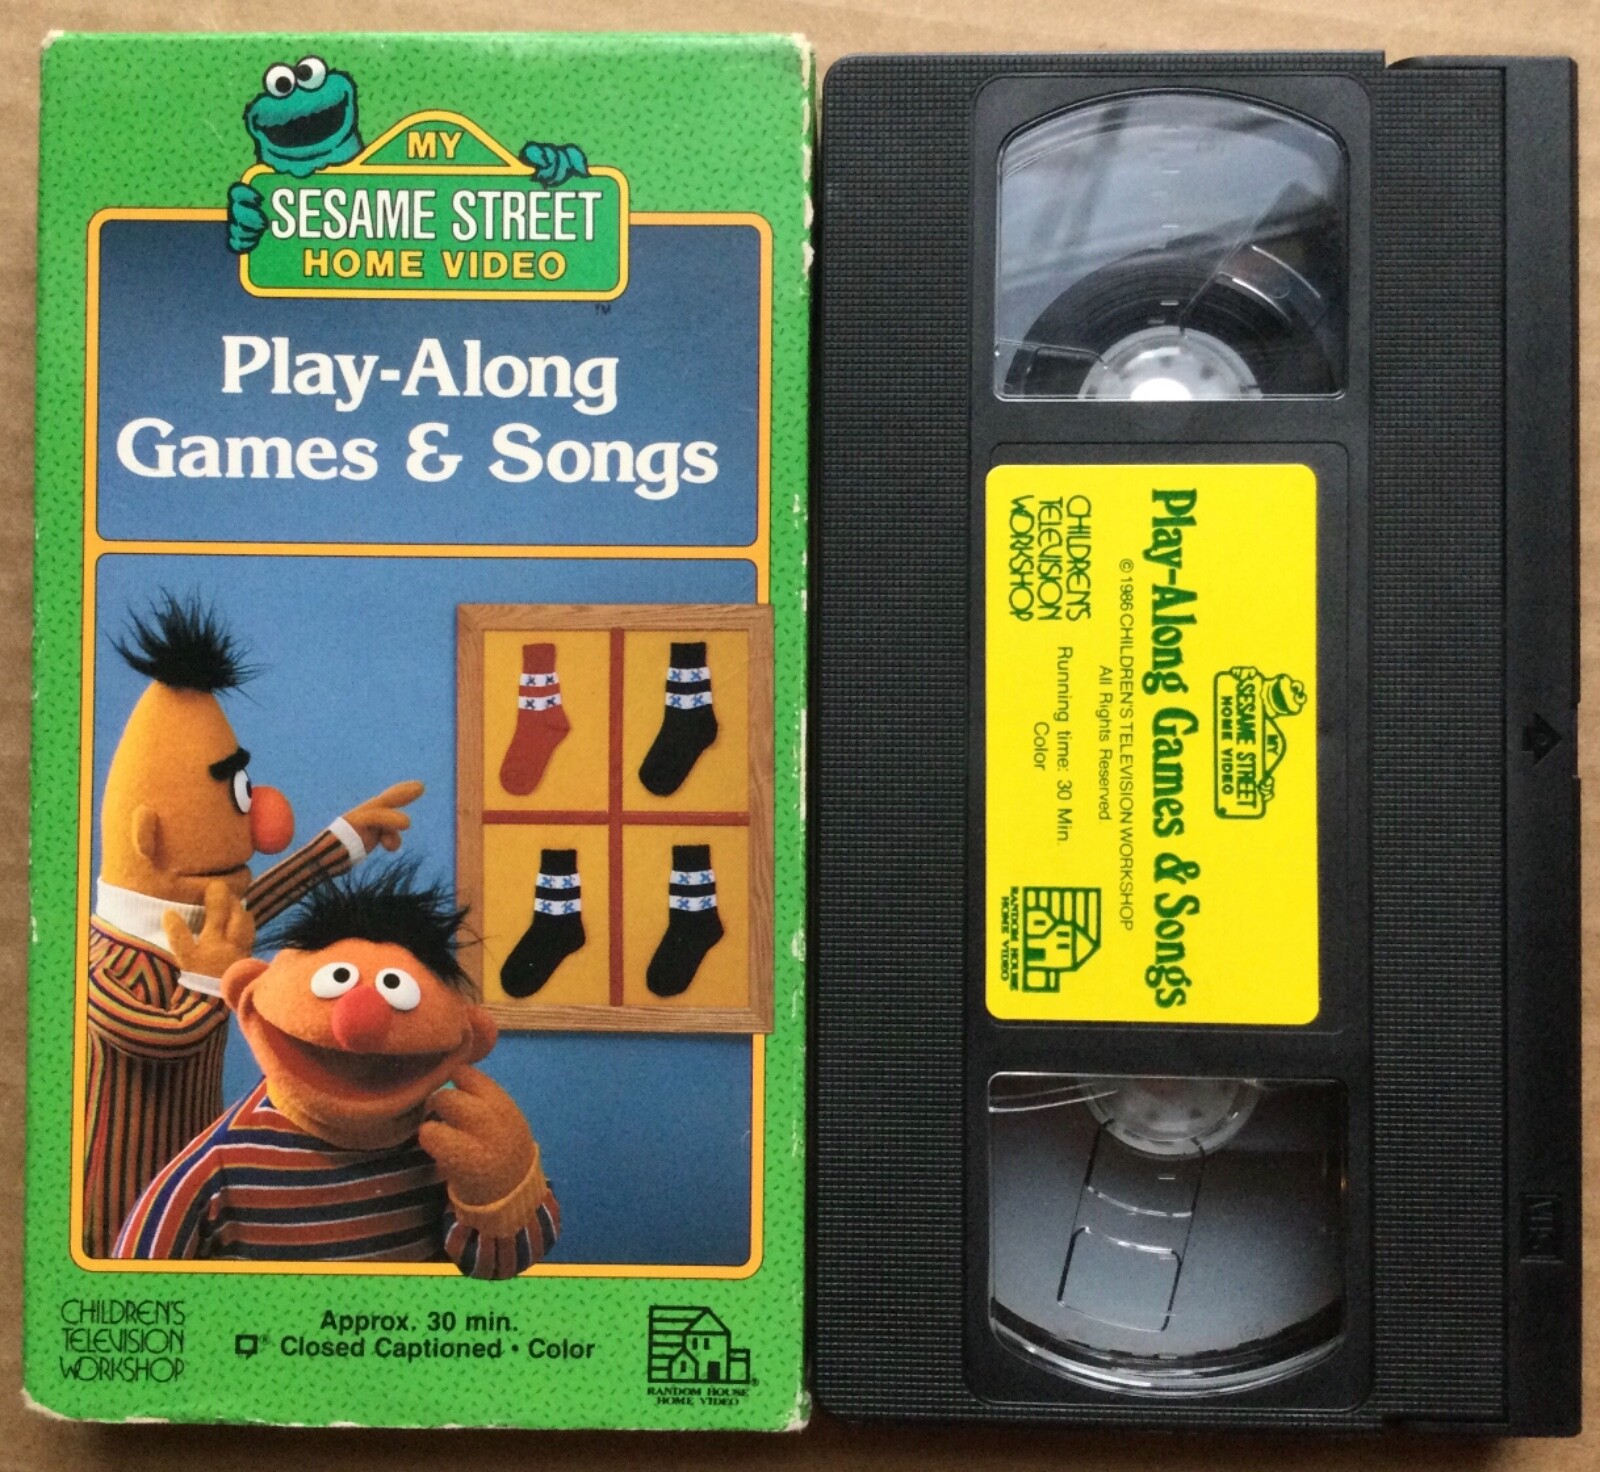 MY
SESAME STREET
HOME VIDEO
TM
Play-Along
Games & Songs
CHILDREN'S
TELEVISION
WORKSHOP
Approx. 30 min.
® Closed Captioned • Color
®
RANDOM HOUSE
HOME VIDEO
MY
SESAME STREET
HOME VIDEO
Play-Along Games & Songs
© 1986 CHILDREN'S TELEVISION WORKSHOP
All Rights Reserved
CHILDREN'S
TELEVISION
WORKSHOP
Running time: 30 Min.
Color
RANDOM HOUSE
HOME VIDEO
VHS